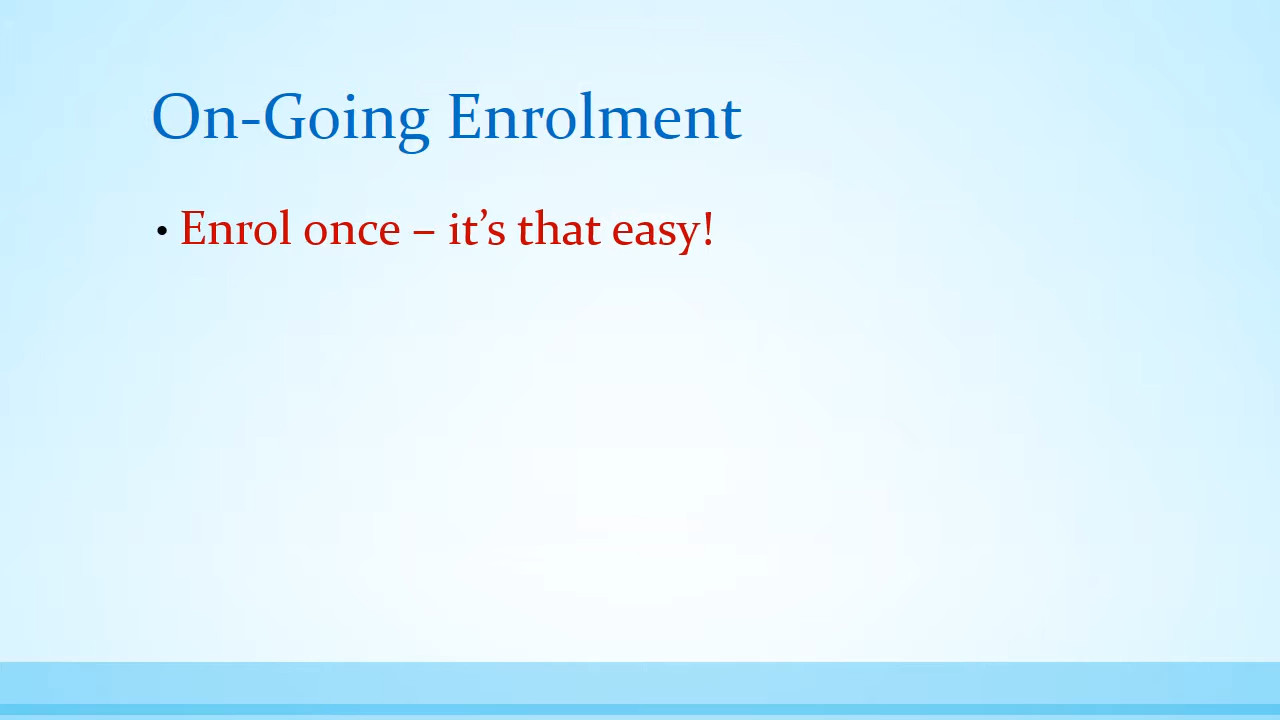 On-Going Enrolment
• Enrol once – it’s that easy!